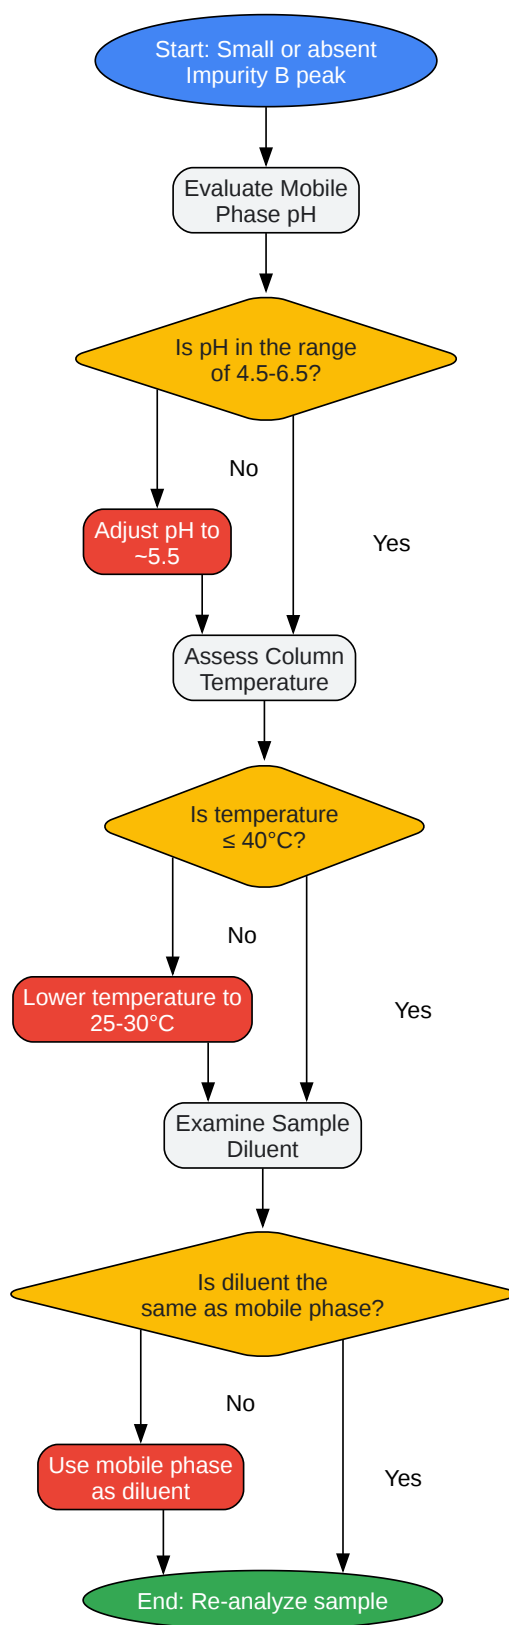 Start: Small or absent
Impurity B peak
Evaluate Mobile
Phase pH
Is pH in the range
of 4.5-6.5?
No
Adjust pH to
~5.5
Yes
Assess Column
Temperature
Is temperature
≤ 40°C?
No
Lower temperature to
25-30°C
Yes
Examine Sample
Diluent
Is diluent the
same as mobile phase?
No
Use mobile phase
as diluent
Yes
End: Re-analyze sample